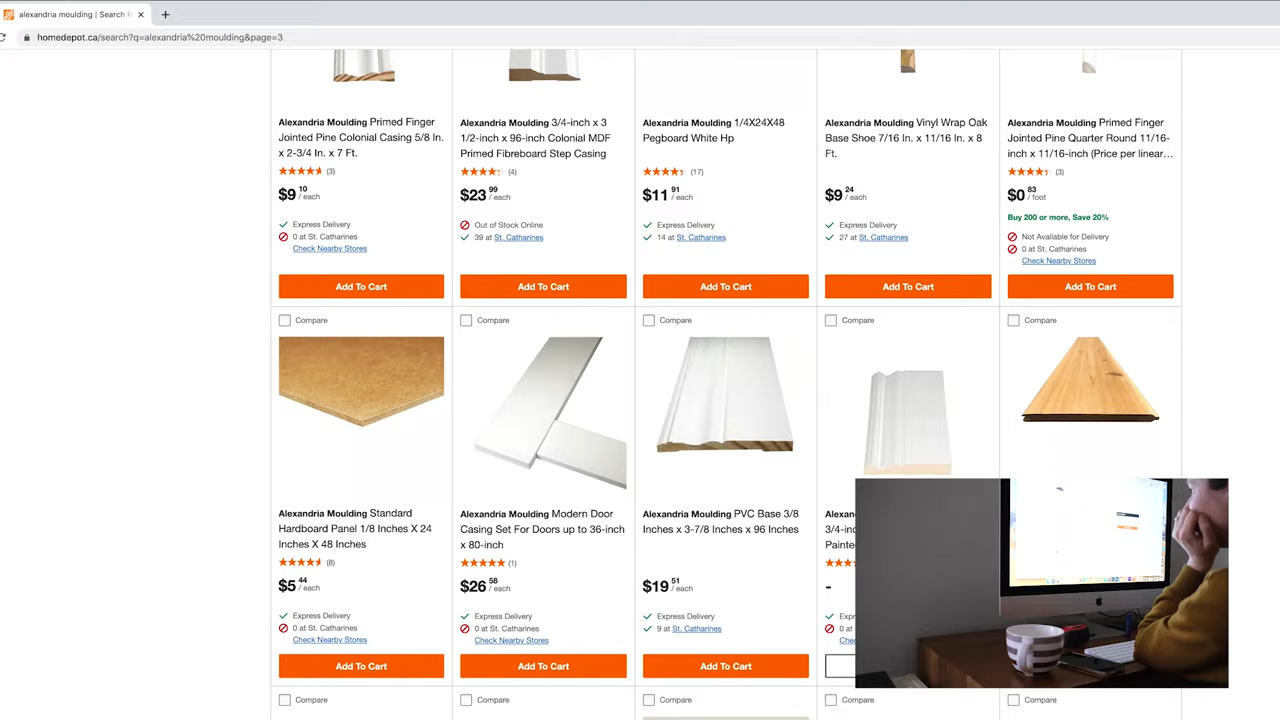 alexandria moulding | Search R
homedepot.ca/search?q=alexandria%20moulding&page=3
Alexandria Moulding Primed Finger
Jointed Pine Colonial Casing 5/8 In.
x 2-3/4 In. x 7 Ft.
(3)
$9 10 / each
Express Delivery
0 at St. Catharines
Check Nearby Stores
Add To Cart
Alexandria Moulding 3/4-inch x 3
1/2-inch x 96-inch Colonial MDF
Primed Fibreboard Step Casing
(4)
$23 99 / each
Out of Stock Online
39 at St. Catharines
Add To Cart
Alexandria Moulding 1/4X24X48
Pegboard White Hp
(17)
$11 91 / each
Express Delivery
14 at St. Catharines
Add To Cart
Alexandria Moulding Vinyl Wrap Oak
Base Shoe 7/16 In. x 11/16 In. x 8
Ft.
$9 24 / each
Express Delivery
27 at St. Catharines
Add To Cart
Alexandria Moulding Primed Finger
Jointed Pine Quarter Round 11/16-
inch x 11/16-inch (Price per linear…
(3)
$0 83 / foot
Buy 200 or more, Save 20%
Not Available for Delivery
0 at St. Catharines
Check Nearby Stores
Add To Cart
Compare
Alexandria Moulding Standard
Hardboard Panel 1/8 Inches X 24
Inches X 48 Inches
(8)
$5 44 / each
Express Delivery
0 at St. Catharines
Check Nearby Stores
Add To Cart
Compare
Alexandria Moulding Modern Door
Casing Set For Doors up to 36-inch
x 80-inch
(1)
$26 58 / each
Express Delivery
0 at St. Catharines
Check Nearby Stores
Add To Cart
Compare
Alexandria Moulding PVC Base 3/8
Inches x 3-7/8 Inches x 96 Inches
$19 51 / each
Express Delivery
9 at St. Catharines
Add To Cart
Compare
Alexan
3/4-in
Painte
-
Expre
0 at
Che
Compare
Compare
Compare
Compare
Compare
Compare